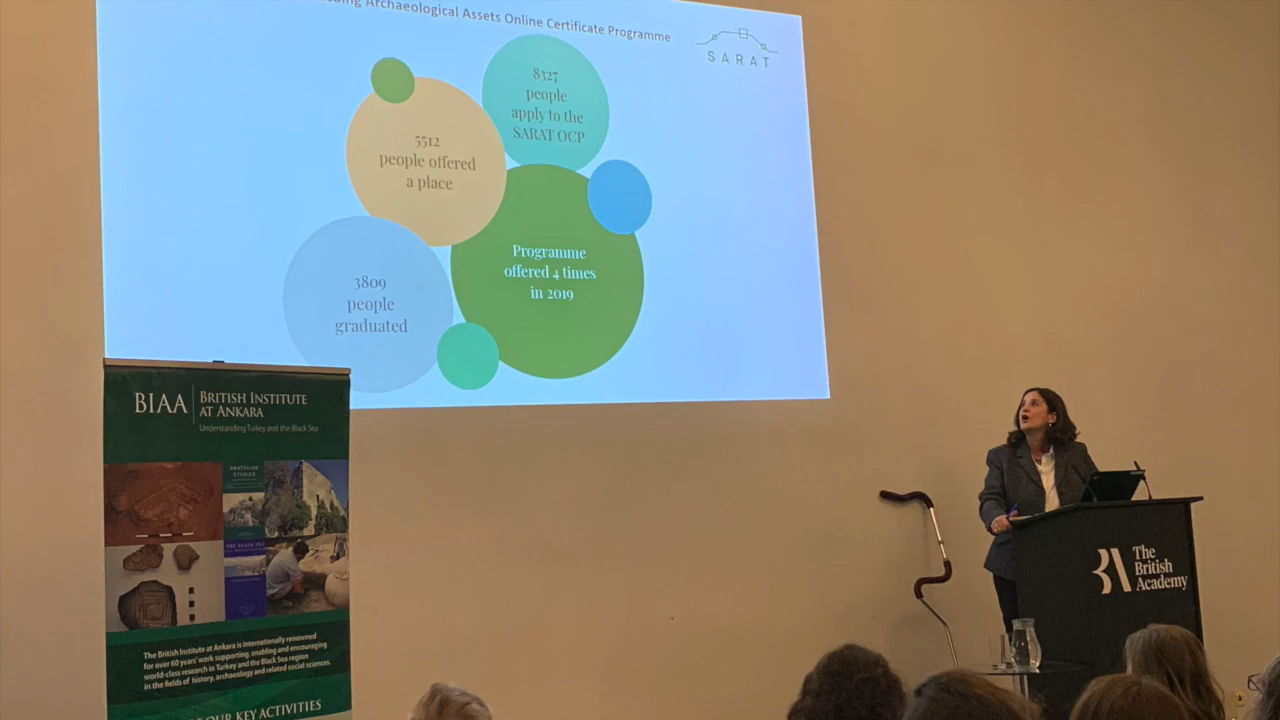 Archaeological Assets Online Certificate Programme
SARAT
8327
people
apply to the
SARAT OCP
5512
people offered
a place
Programme
offered 4 times
in 2019
3809
people
graduated
BIAA
BRITISH INSTITUTE
AT ANKARA
Understanding Turkey and the Black Sea
ANATOLIAN
STUDIES
The British Institute at Ankara is internationally renowned
for over 60 years' work supporting, enabling and encouraging
world-class research in Turkey and the Black Sea region
in the fields of history, archaeology and related social sciences.
OUR KEY ACTIVITIES
The
British
Academy